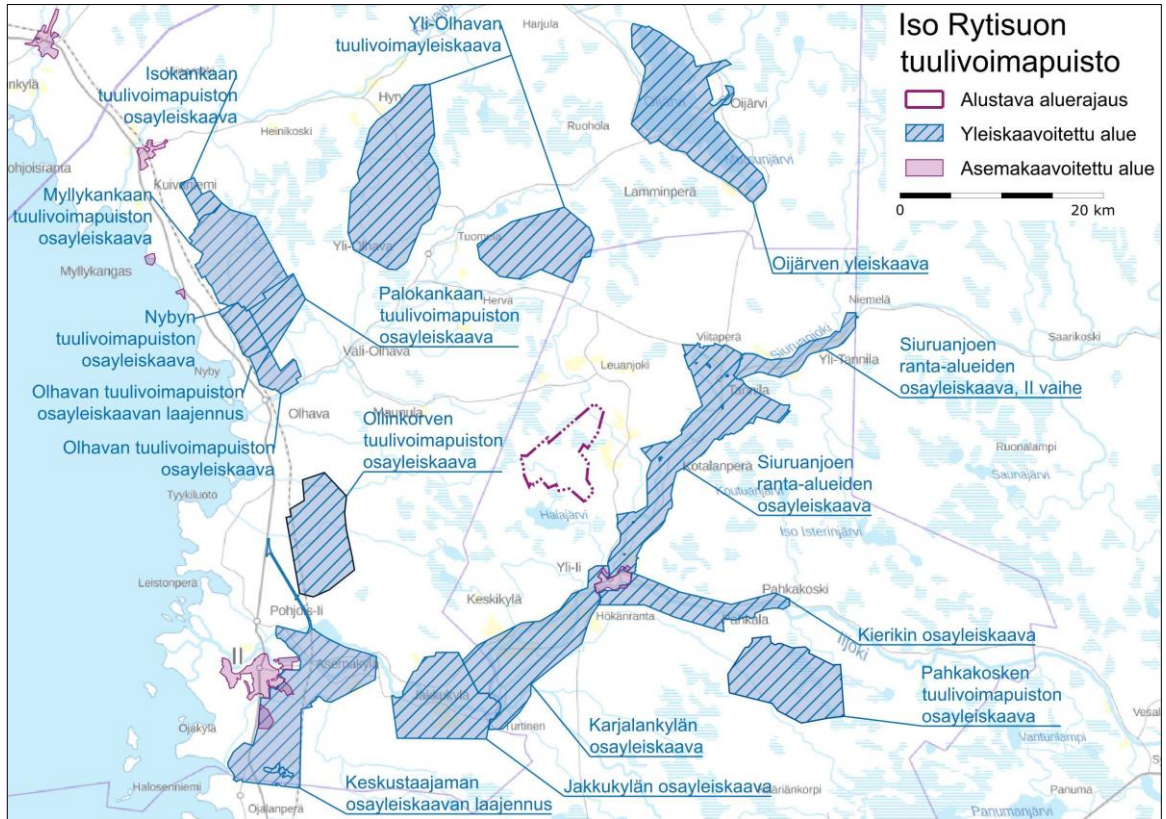 Iso Rytisuon
tuulivoimapuisto
Alustava aluerajaus
Yleiskaavoitettu alue
Asemakaavoitettu alue
0 20 km
Yli-Olhavan
tuulivoimayleiskaava
Isokankaan
tuulivoimapuiston
osayleiskaava
Myllykankaan
tuulivoimapuiston
osayleiskaava
Nybyn
tuulivoimapuiston
osayleiskaava
Olhavan tuulivoimapuiston
osayleiskaavan laajennus
Olhavan tuulivoimapuiston
osayleiskaava
Palokankaan
tuulivoimapuiston
osayleiskaava
Ollinkorven
tuulivoimapuiston
osayleiskaava
Oijärven yleiskaava
Siuruanjoen
ranta-alueiden
osayleiskaava, II vaihe
Siuruanjoen
ranta-alueiden
osayleiskaava
Kierikin osayleiskaava
Pahkakosken
tuulivoimapuiston
osayleiskaava
Karjalankylän
osayleiskaava
Jakkukylän osayleiskaava
Keskustaajaman
osayleiskaavan laajennus
Harjula
Heinikoski
Ruohola
Oijärvi
Oijärvi
Lamminperä
Kuivaniemi
Myllykangas
Yli-Olhava
Tuomela
Herva
Nyby
Väli-Olhava
Olhava
Maunula
Leuanjoki
Viitaperä
Siuruanjoki
Niemelä
Saarikoski
Yli-Tannila
Tannila
Kotalanperä
Ruonalampi
Saunajärvi
Iso Isterinjärvi
Tyykiluoto
Halajärvi
Leistonperä
Yli-Ii
Pahkakoski
Keskikylä
Hökänranta
Pohjois-Ii
Iijoki
II
Asemakylä
Jakkukylä
Ojakylä
Turtinen
Haloseniemi
Ojalanperä
Vantunlampi
Panuma
Panumanjärvi